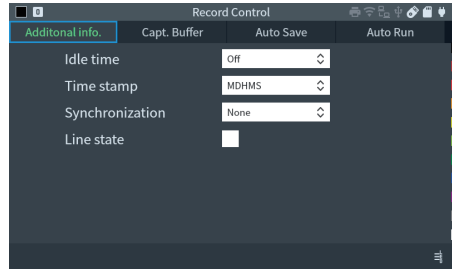 0 Record Control
Additonal info. Capt. Buffer Auto Save Auto Run
Idle time Off
Time stamp MDHMS
Synchronization None
Line state